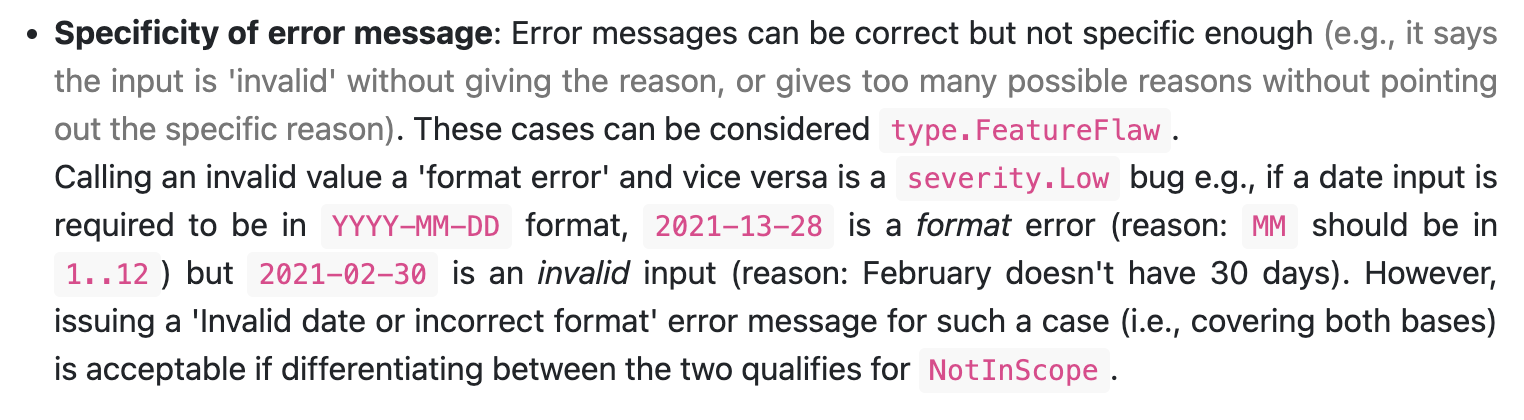 • Specificity of error message: Error messages can be correct but not specific enough (e.g., it says
the input is 'invalid' without giving the reason, or gives too many possible reasons without pointing
out the specific reason). These cases can be considered type.FeatureFlaw.
Calling an invalid value a 'format error' and vice versa is a severity.Low bug e.g., if a date input is
required to be in YYYY-MM-DD format, 2021-13-28 is a format error (reason: MM should be in
1..12) but 2021-02-30 is an invalid input (reason: February doesn't have 30 days). However,
issuing a 'Invalid date or incorrect format' error message for such a case (i.e., covering both bases)
is acceptable if differentiating between the two qualifies for NotInScope.